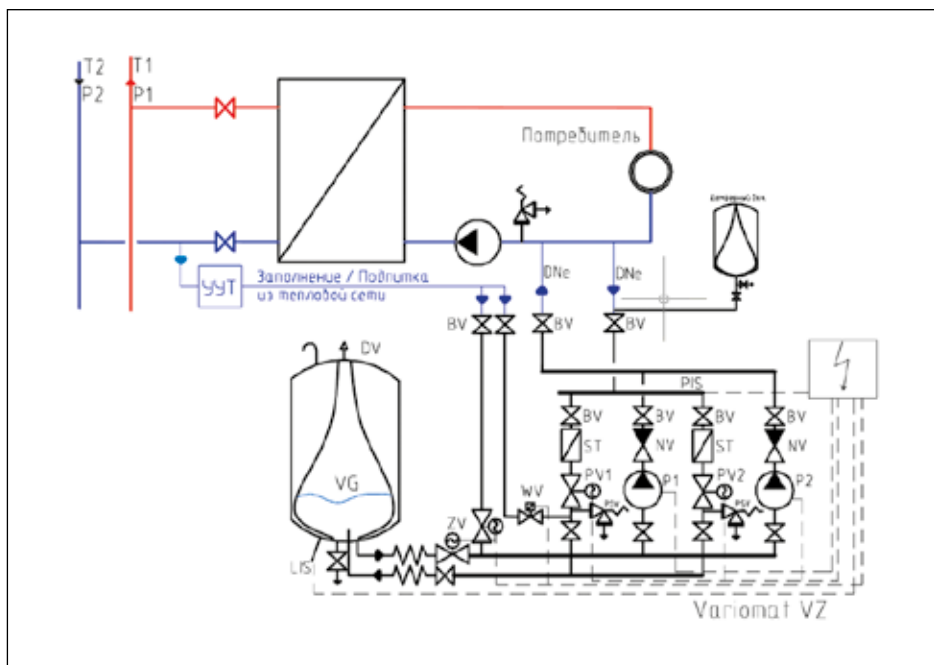 T2
T1
P2
P1
Потребитель
DNe
DNe
УУТ
Заполнение / Подпитка
из тепловой сети
BV
BV
BV
DV
PIS
BV
BV
BV
BV
ST
NV
ST
NV
VG
PV1
P1
PV2
P2
WV
PSV
PSV
ZV
LIS
Variomat VZ